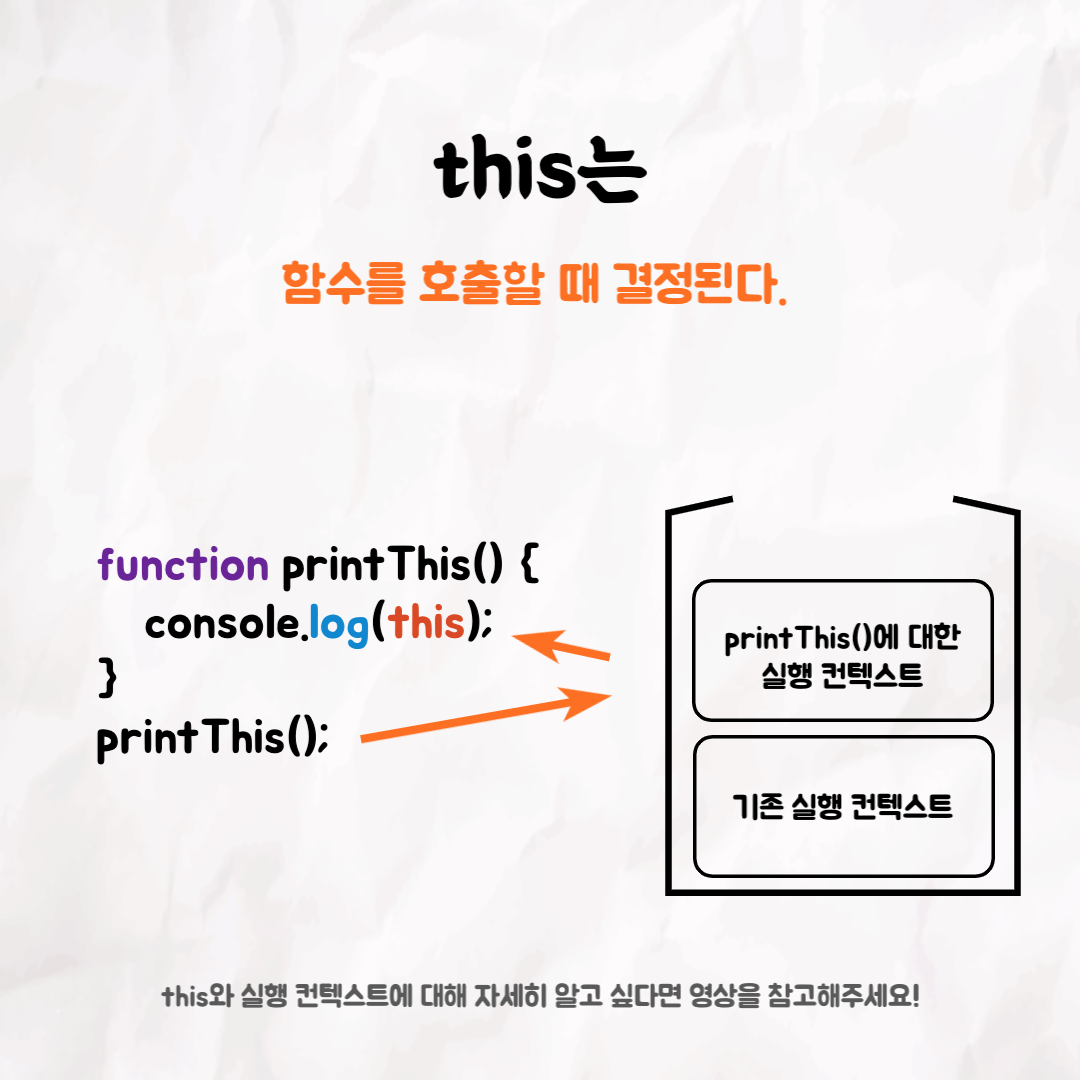 this는
함수를 호출할 때 결정된다.
function printThis() {
console.log(this);
}
printThis();
printThis()에 대한
실행 컨텍스트
기존 실행 컨텍스트
this와 실행 컨텍스트에 대해 자세히 알고 싶다면 영상을 참고해주세요!